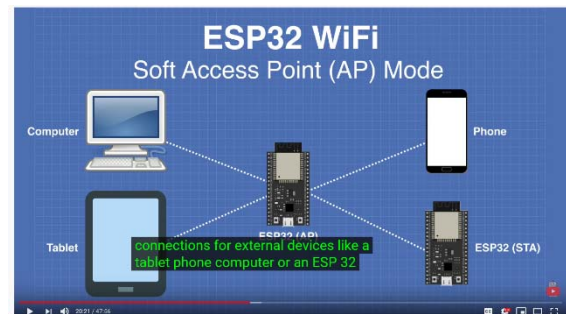 ESP32 WiFi
Soft Access Point (AP) Mode
Computer
Phone
ESP32 (AP)
Tablet
ESP32 (STA)
connections for external devices like a
tablet phone computer or an ESP 32
20:21 / 47:56